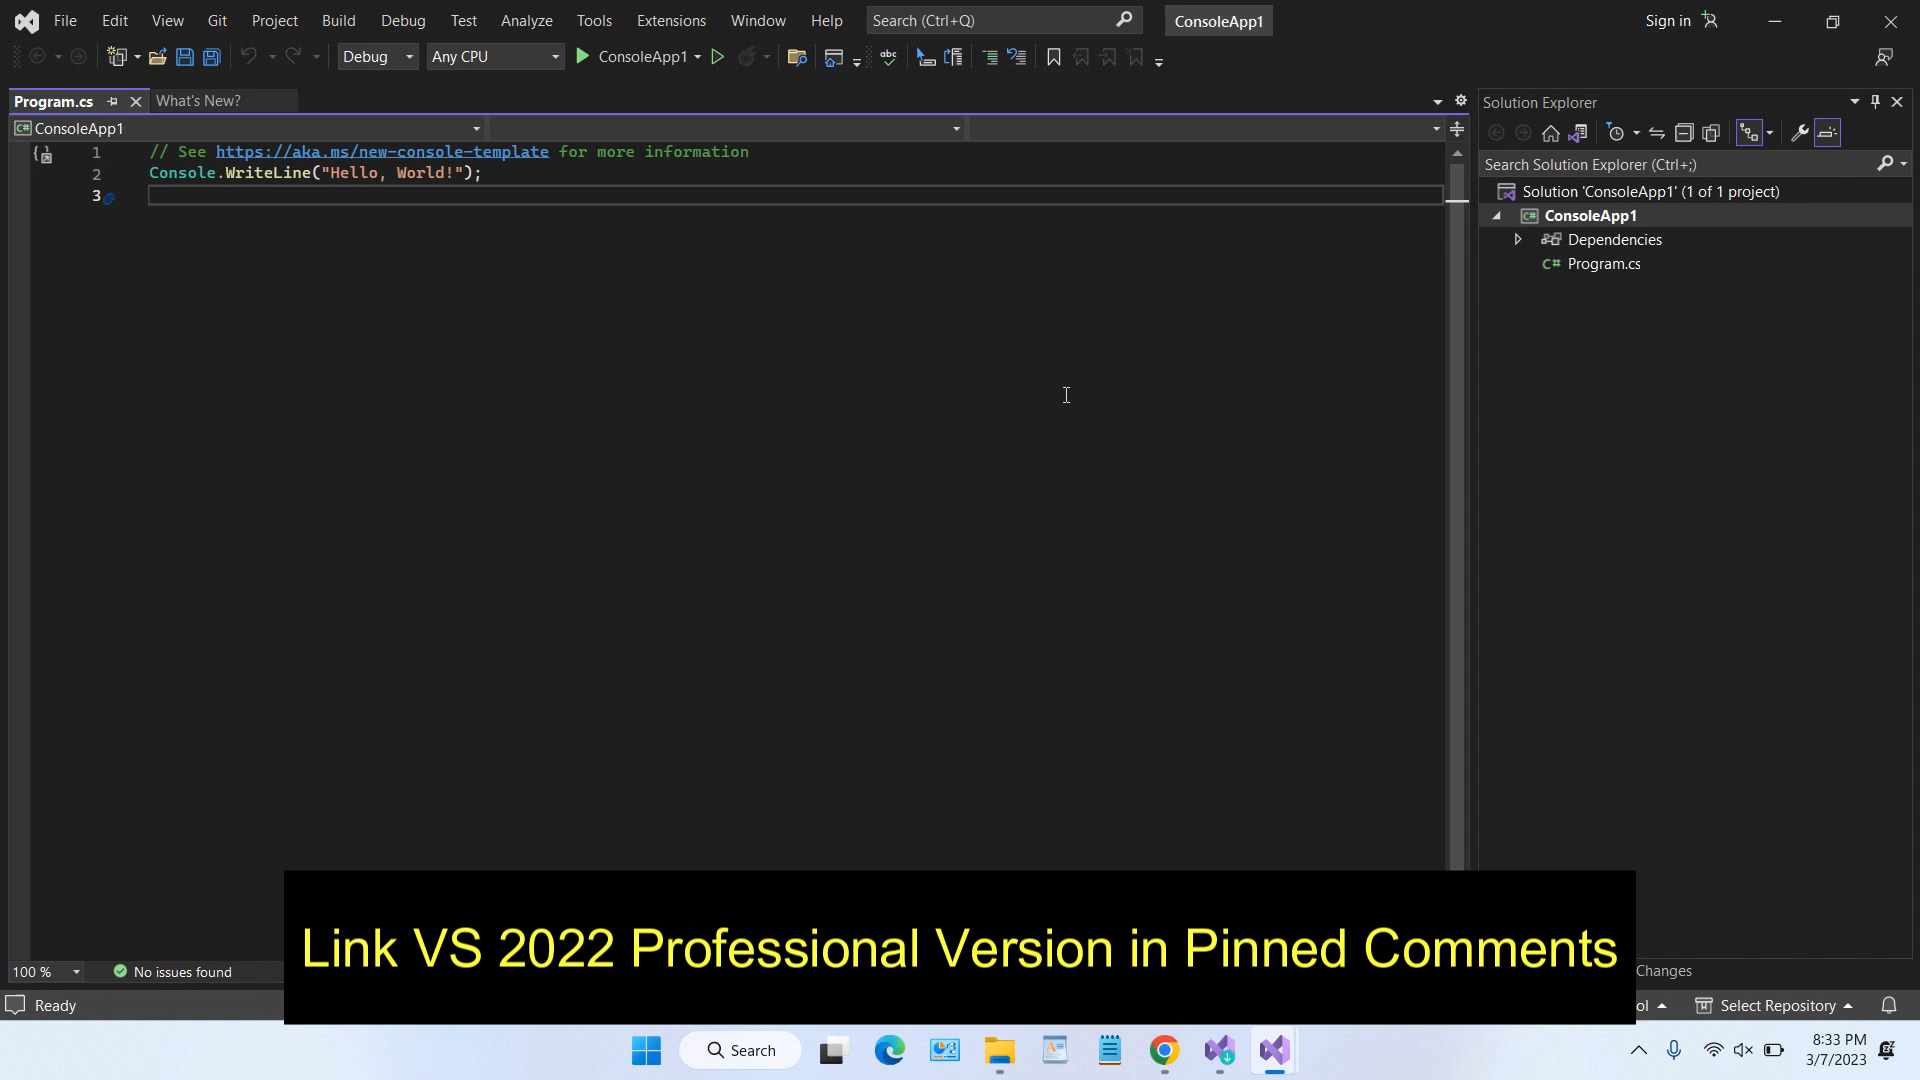 File Edit View Git Project Build Debug Test Analyze Tools Extensions Window Help Search (Ctrl+Q) ConsoleApp1 Sign in
Debug Any CPU ConsoleApp1
Program.cs What's New?
Solution Explorer
C# ConsoleApp1
Search Solution Explorer (Ctrl+;)
1 // See https://aka.ms/new-console-template for more information
2 Console.WriteLine("Hello, World!");
3
Solution 'ConsoleApp1' (1 of 1 project)
C# ConsoleApp1
Dependencies
C# Program.cs
Link VS 2022 Professional Version in Pinned Comments
100 % No issues found
Changes
Ready
ol Select Repository
Search
8:33 PM
3/7/2023